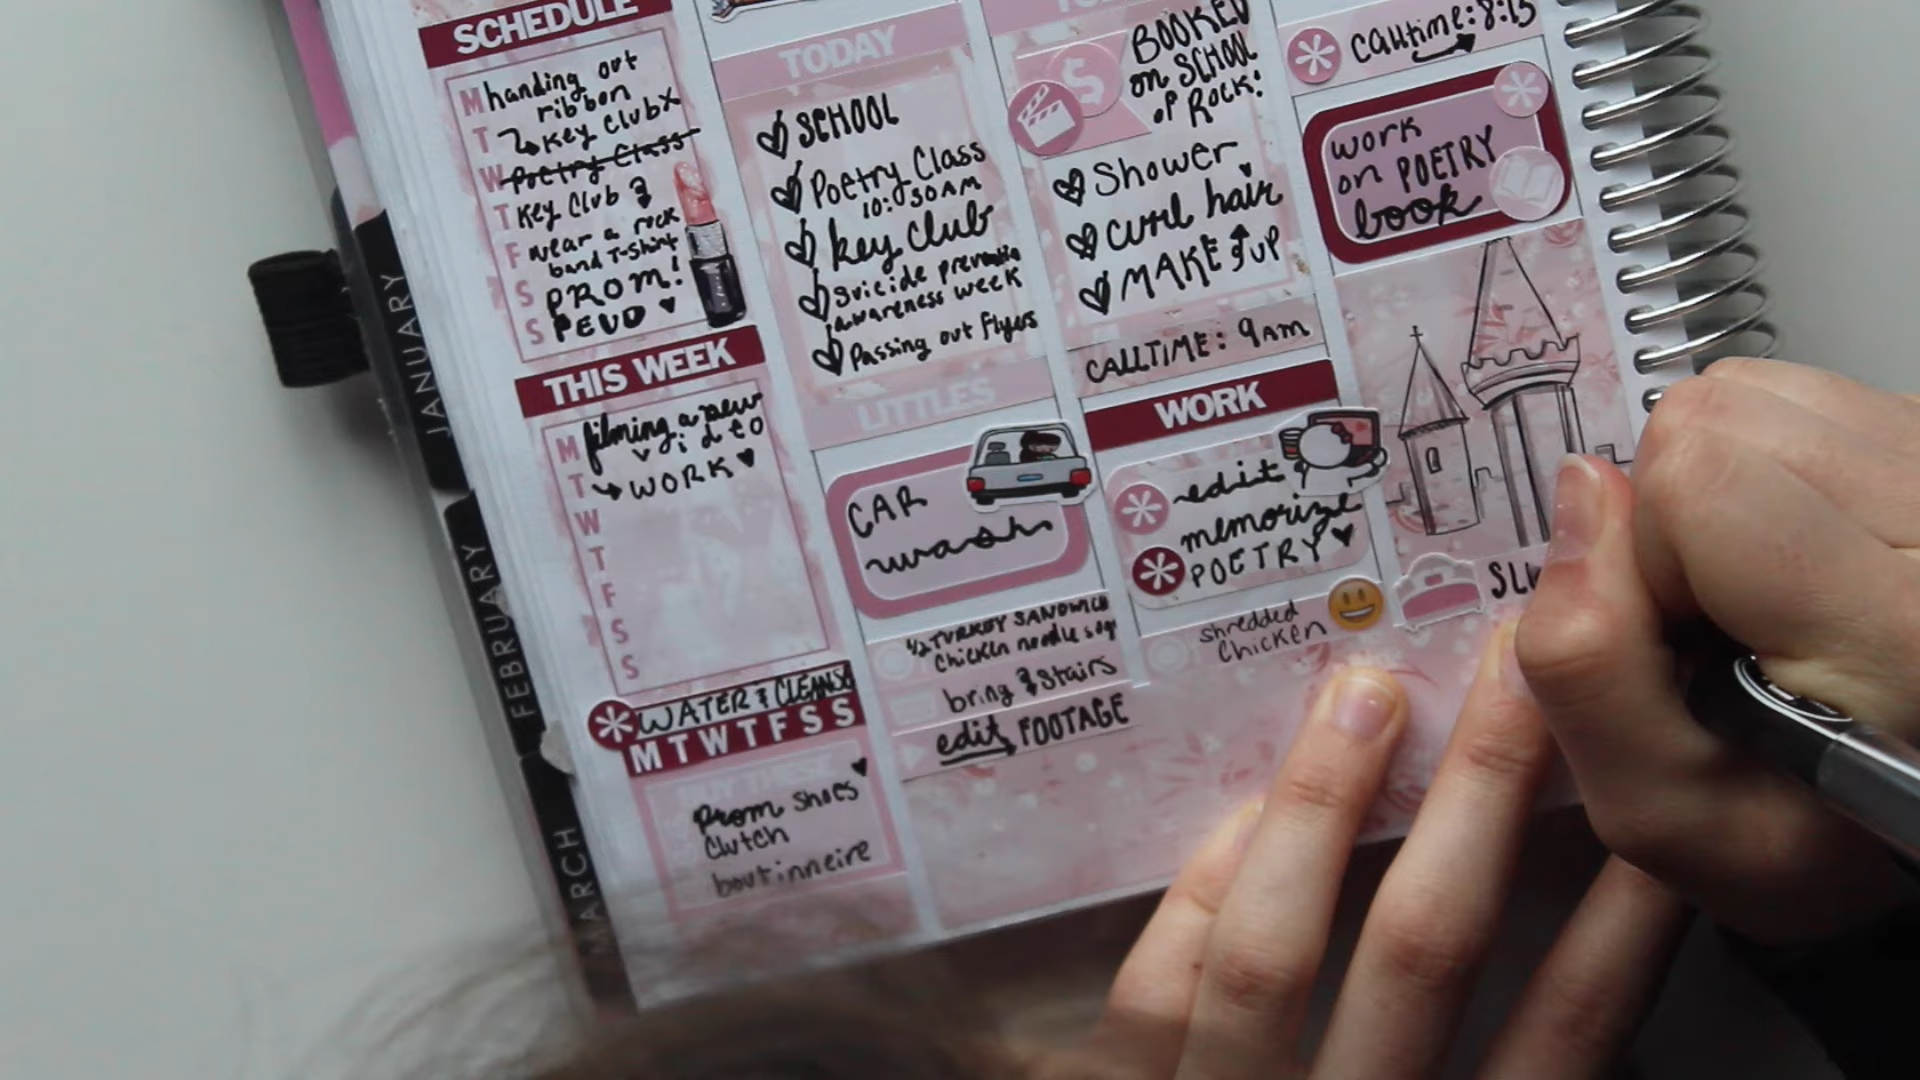 SCHEDULE
M handing out
ribbon
T Key Club X
W Poetry Class
T Key Club &
F wear a rock
band T-Shirt
S PROM!
S
THIS WEEK
M filming a new
video
T WORK
W
T
F
S
S
WATER & CLEANSE
M T W T F S S
prom shoes
clutch
boutinneire
JANUARY
FEBRUARY
MARCH
TODAY
SCHOOL
Poetry Class
10:30AM
key club
Suicide prevention
awareness week
Passing out flyers
LITTLES
CAR
wash
1/2 TURKEY SANDWICH
Chicken noodle soup
bring & stairs
edit FOOTAGE
$
BOOKED
on SCHOOL
of ROCK!
Shower
curl hair
MAKE UP
CALLTIME: 9AM
WORK
edit
memorize
POETRY
shredded
Chicken
calltime: 8:15
work
on POETRY
book